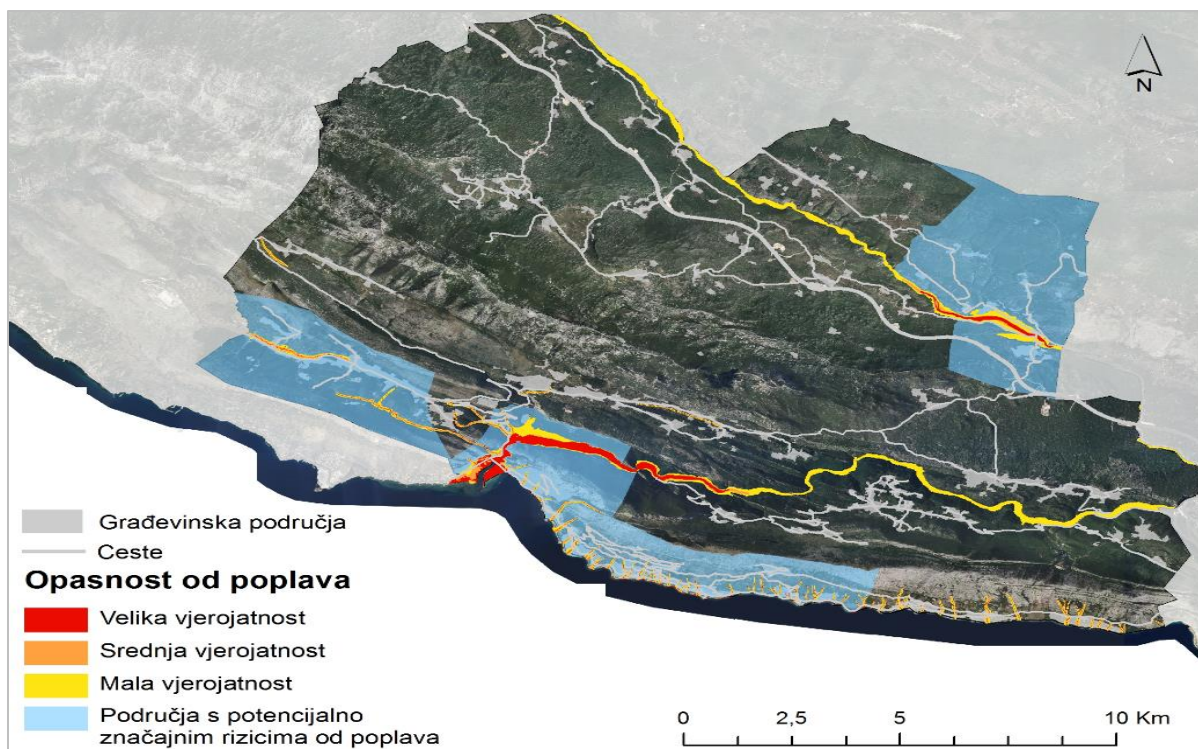 N
Građevinska područja
Ceste
Opasnost od poplava
Velika vjerojatnost
Srednja vjerojatnost
Mala vjerojatnost
Područja s potencijalno
značajnim rizicima od poplava
0 2,5 5 10 Km